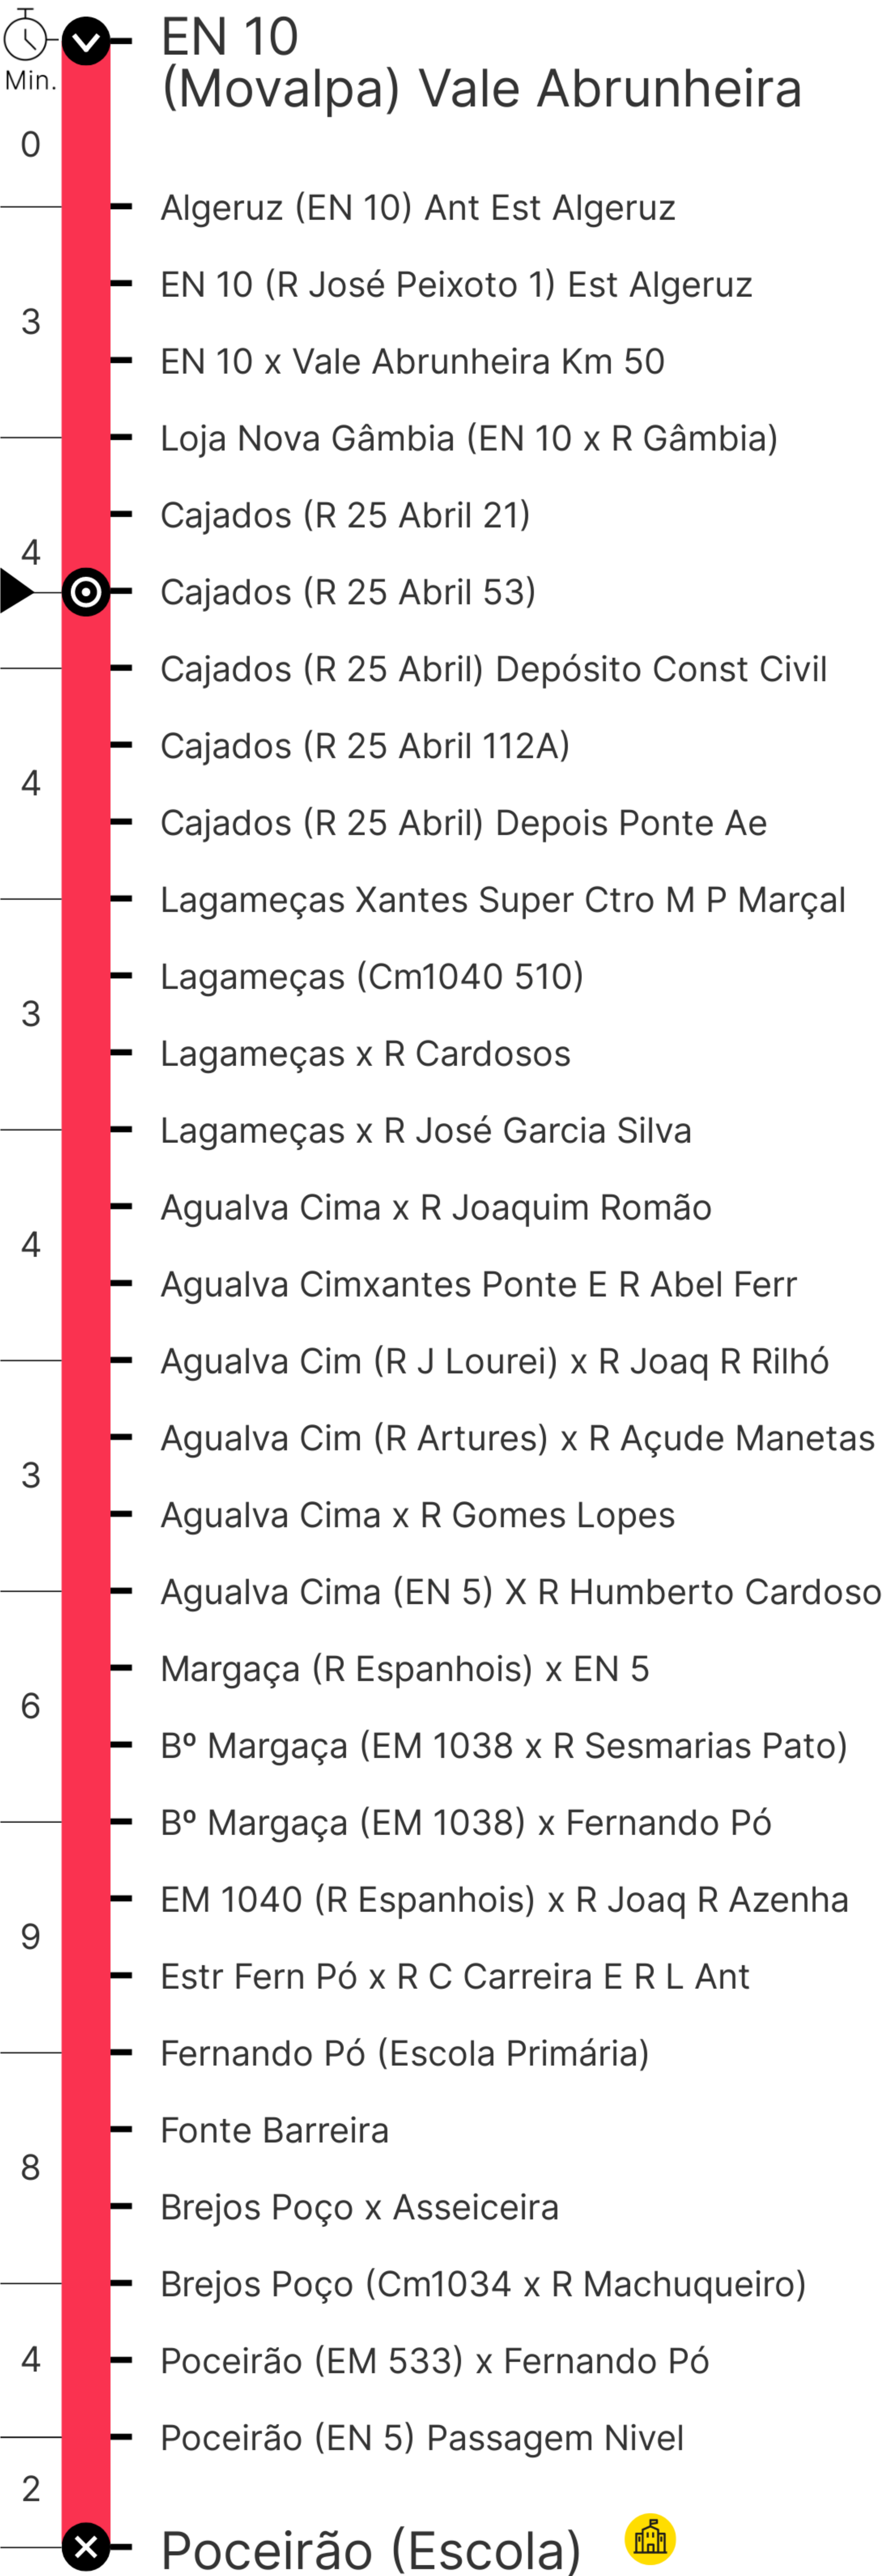 EN 10
(Movalpa) Vale Abrunheira
Min.
0
Algeruz (EN 10) Ant Est Algeruz
EN 10 (R José Peixoto 1) Est Algeruz
3
EN 10 x Vale Abrunheira Km 50
Loja Nova Gâmbia (EN 10 x R Gâmbia)
Cajados (R 25 Abril 21)
4
Cajados (R 25 Abril 53)
Cajados (R 25 Abril) Depósito Const Civil
Cajados (R 25 Abril 112A)
4
Cajados (R 25 Abril) Depois Ponte Ae
Lagameças Xantes Super Ctro M P Marçal
Lagameças (Cm1040 510)
3
Lagameças x R Cardosos
Lagameças x R José Garcia Silva
Agualva Cima x R Joaquim Romão
4
Agualva Cimxantes Ponte E R Abel Ferr
Agualva Cim (R J Lourei) x R Joaq R Rilhó
Agualva Cim (R Artures) x R Açude Manetas
3
Agualva Cima x R Gomes Lopes
Agualva Cima (EN 5) X R Humberto Cardoso
Margaça (R Espanhois) x EN 5
6
Bº Margaça (EM 1038 x R Sesmarias Pato)
Bº Margaça (EM 1038) x Fernando Pó
EM 1040 (R Espanhois) x R Joaq R Azenha
9
Estr Fern Pó x R C Carreira E R L Ant
Fernando Pó (Escola Primária)
Fonte Barreira
8
Brejos Poço x Asseiceira
Brejos Poço (Cm1034 x R Machuqueiro)
4
Poceirão (EM 533) x Fernando Pó
Poceirão (EN 5) Passagem Nivel
2
Poceirão (Escola)